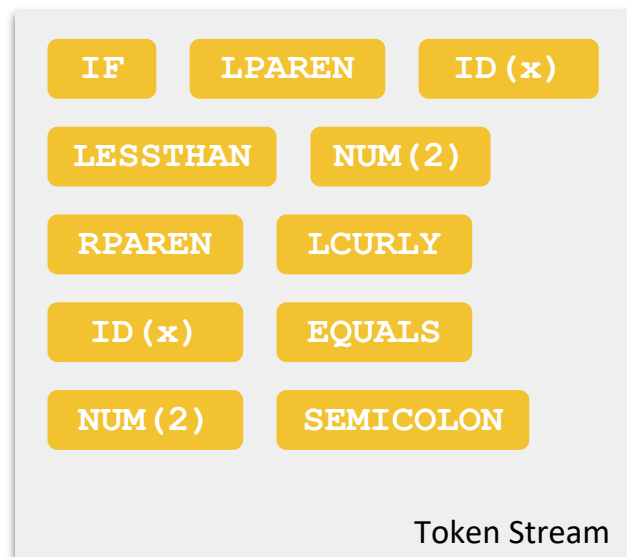 IF LPAREN ID(x)
LESSTHAN NUM(2)
RPAREN LCURLY
ID(x) EQUALS
NUM(2) SEMICOLON
Token Stream